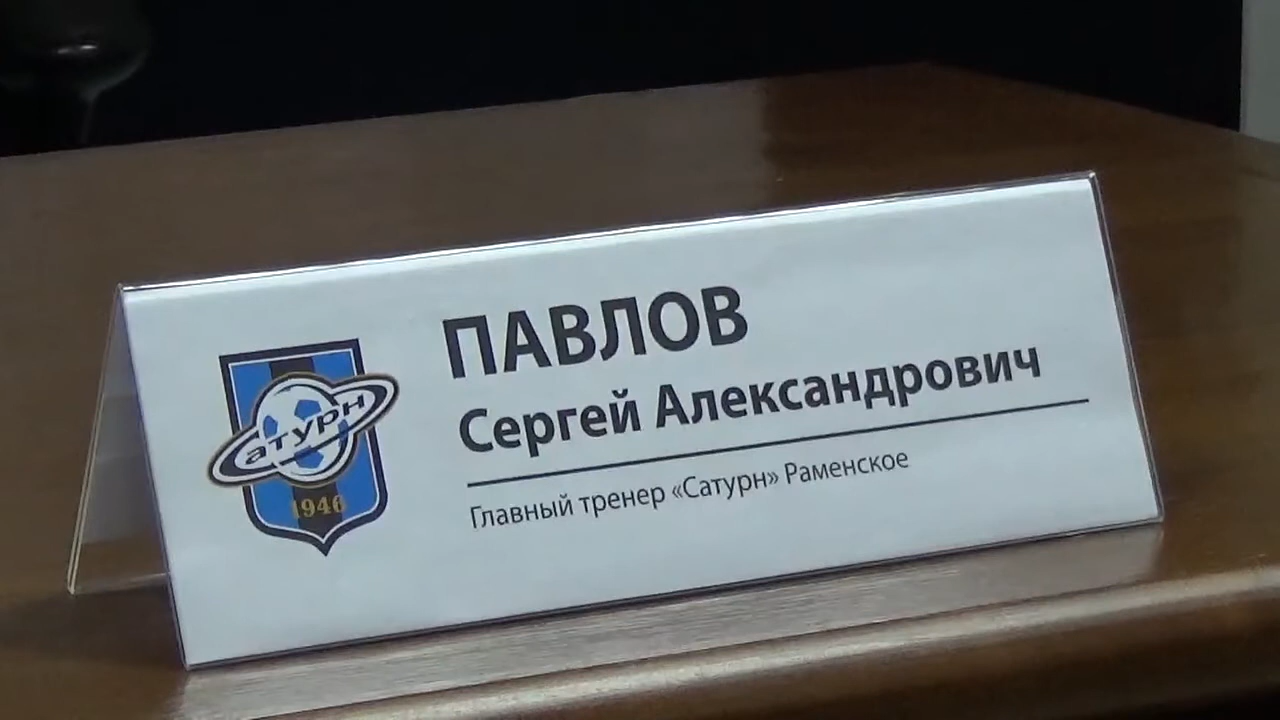 ПАВЛОВ
Сергей Александрович
Главный тренер «Сатурн» Раменское
атурн
1946